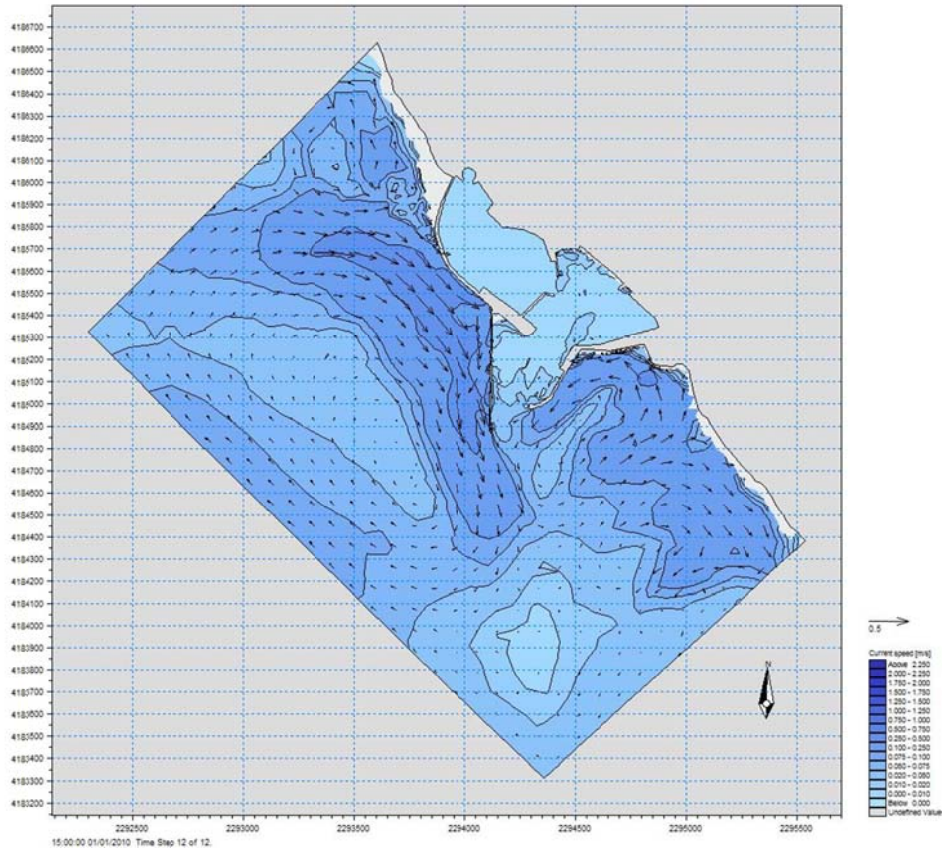 4186700
4186600
4186500
4186400
4186300
4186200
4186100
4186000
4185900
4185800
4185700
4185600
4185500
4185400
4185300
4185200
4185100
4185000
4184900
4184800
4184700
4184600
4184500
4184400
4184300
4184200
4184100
4184000
4183900
4183800
4183700
4183600
4183500
4183400
4183300
4183200
0.5
Current speed [m/s]
Above 2.250
2.000 - 2.250
1.750 - 2.000
1.500 - 1.750
1.250 - 1.500
1.000 - 1.250
0.750 - 1.000
0.500 - 0.750
0.250 - 0.500
0.100 - 0.250
0.075 - 0.100
0.050 - 0.075
0.020 - 0.050
0.010 - 0.020
0.000 - 0.010
Below 0.000
Undefined Value
N
2292500 2293000 2293500 2294000 2294500 2295000 2295500
15:00:00 01/01/2010 Time Step 12 of 12.